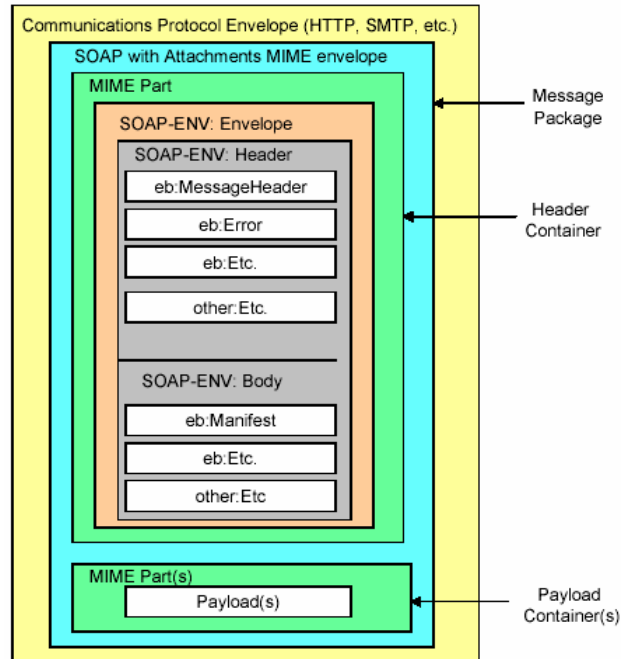 Communications Protocol Envelope (HTTP, SMTP, etc.)
SOAP with Attachments MIME envelope
MIME Part
SOAP-ENV: Envelope
SOAP-ENV: Header
eb:MessageHeader
eb:Error
eb:Etc.
other:Etc.
SOAP-ENV: Body
eb:Manifest
eb:Etc.
other:Etc
MIME Part(s)
Payload(s)
Message
Package
Header
Container
Payload
Container(s)